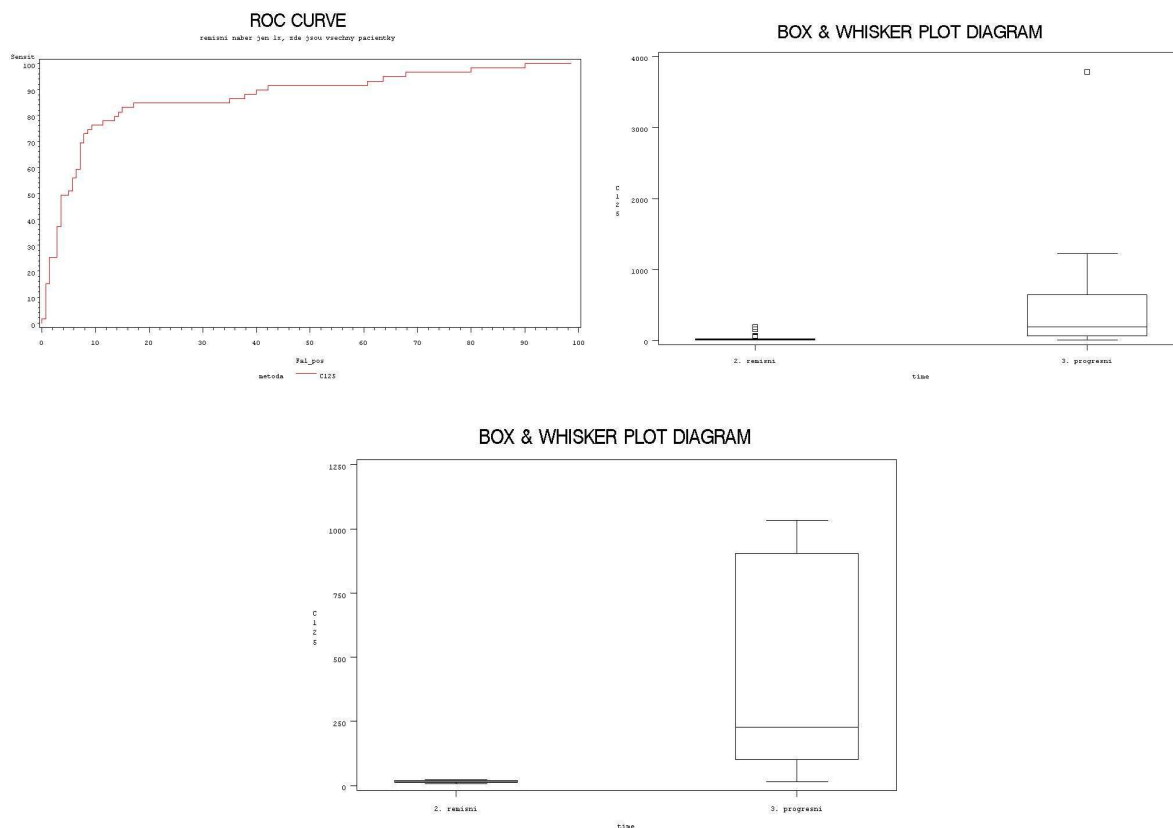 ROC CURVE
remisni naber jen 1x, zde jsou vsechny pacientky
Sensit
100
90
80
70
60
50
40
30
20
10
0
0 10 20 30 40 50 60 70 80 90 100
Fal_pos
metoda C125
BOX & WHISKER PLOT DIAGRAM
4000
3000
C
1
2
5
2000
1000
0
2. remisni 3. progresni
time
BOX & WHISKER PLOT DIAGRAM
1250
1000
750
C
1
2
5
500
250
0
2. remisni 3. progresni
time